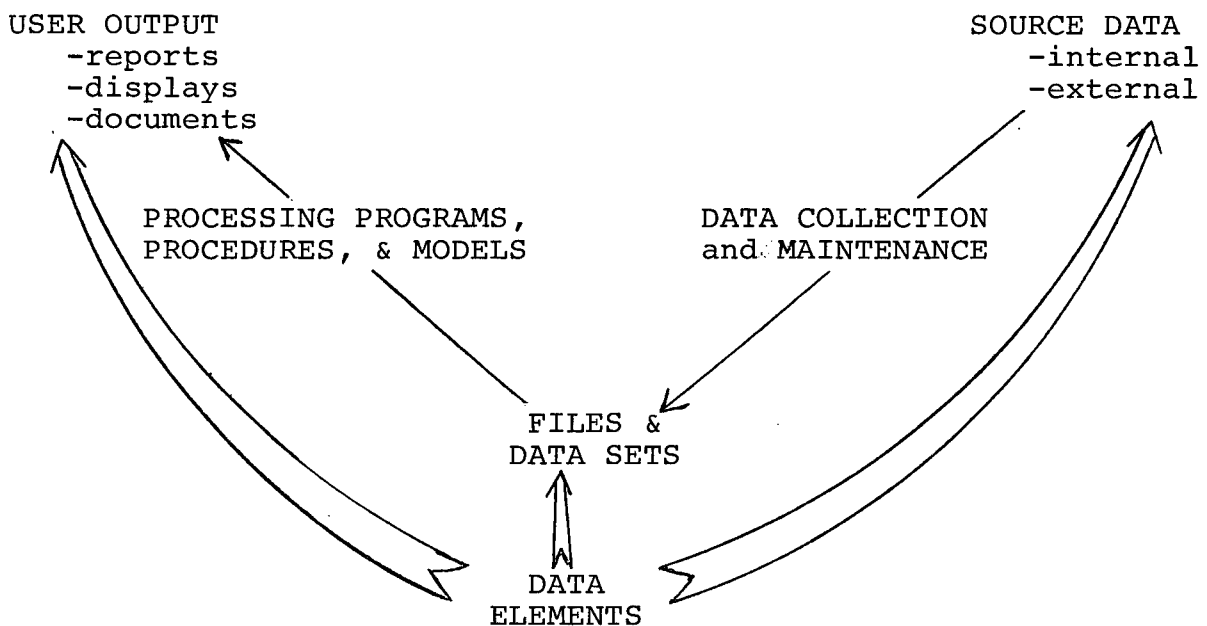 USER OUTPUT
-reports
-displays
-documents
SOURCE DATA
-internal
-external
PROCESSING PROGRAMS,
PROCEDURES, & MODELS
DATA COLLECTION
and MAINTENANCE
FILES &
DATA SETS
DATA
ELEMENTS